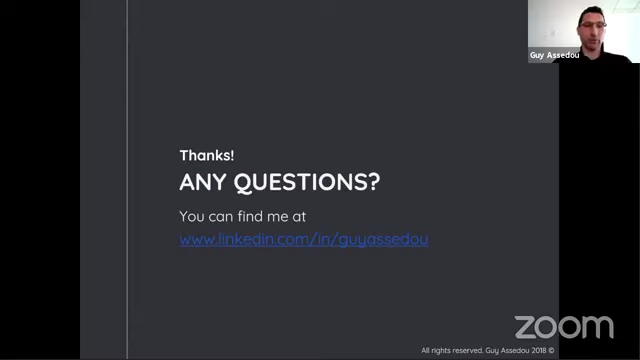 Guy Assedou
Thanks!
ANY QUESTIONS?
You can find me at
www.linkedin.com/in/guyassedou
zoom
All rights reserved. Guy Assedou 2018 ©